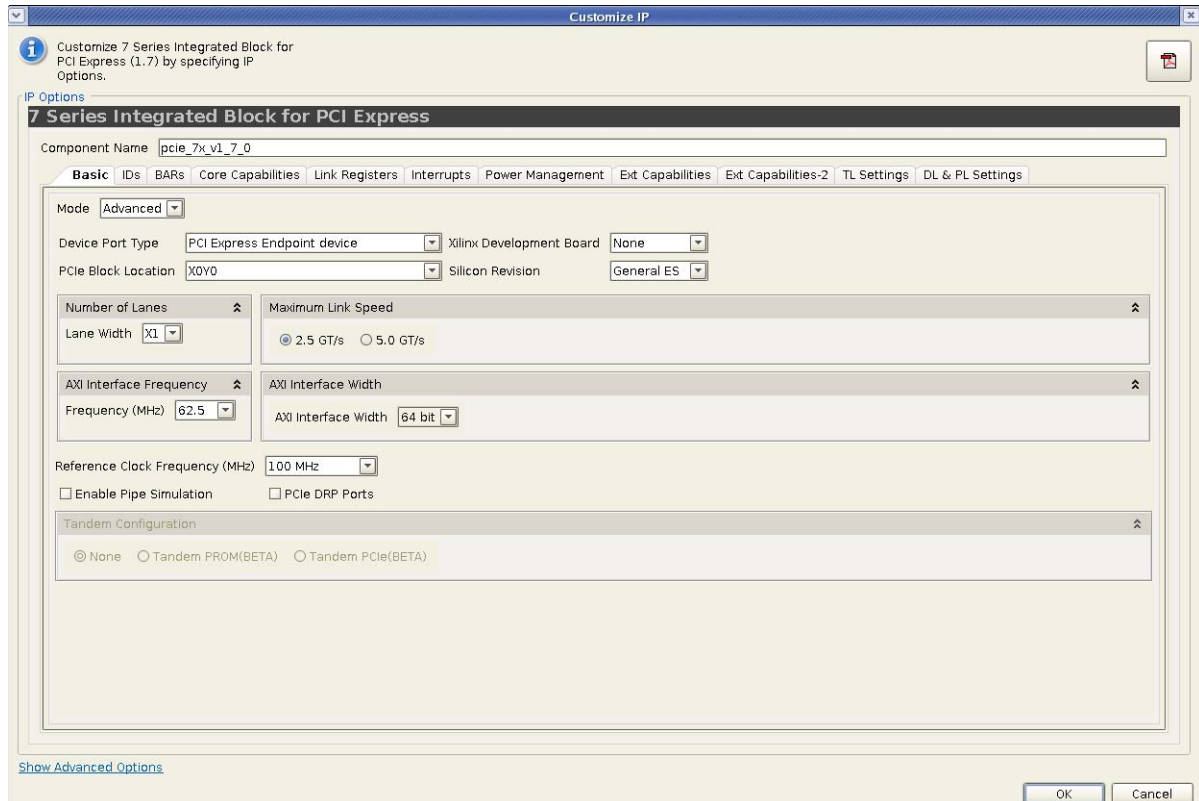 Customize IP
Customize 7 Series Integrated Block for
PCI Express (1.7) by specifying IP
Options.
IP Options
7 Series Integrated Block for PCI Express
Component Name pcie_7x_v1_7_0
Basic IDs BARs Core Capabilities Link Registers Interrupts Power Management Ext Capabilities Ext Capabilities-2 TL Settings DL & PL Settings
Mode Advanced
Device Port Type PCI Express Endpoint device Xilinx Development Board None
PCIe Block Location X0Y0 Silicon Revision General ES
Number of Lanes Maximum Link Speed
Lane Width X1 2.5 GT/s 5.0 GT/s
AXI Interface Frequency AXI Interface Width
Frequency (MHz) 62.5 AXI Interface Width 64 bit
Reference Clock Frequency (MHz) 100 MHz
Enable Pipe Simulation PCIe DRP Ports
Tandem Configuration
None Tandem PROM(BETA) Tandem PCIe(BETA)
Show Advanced Options
OK Cancel